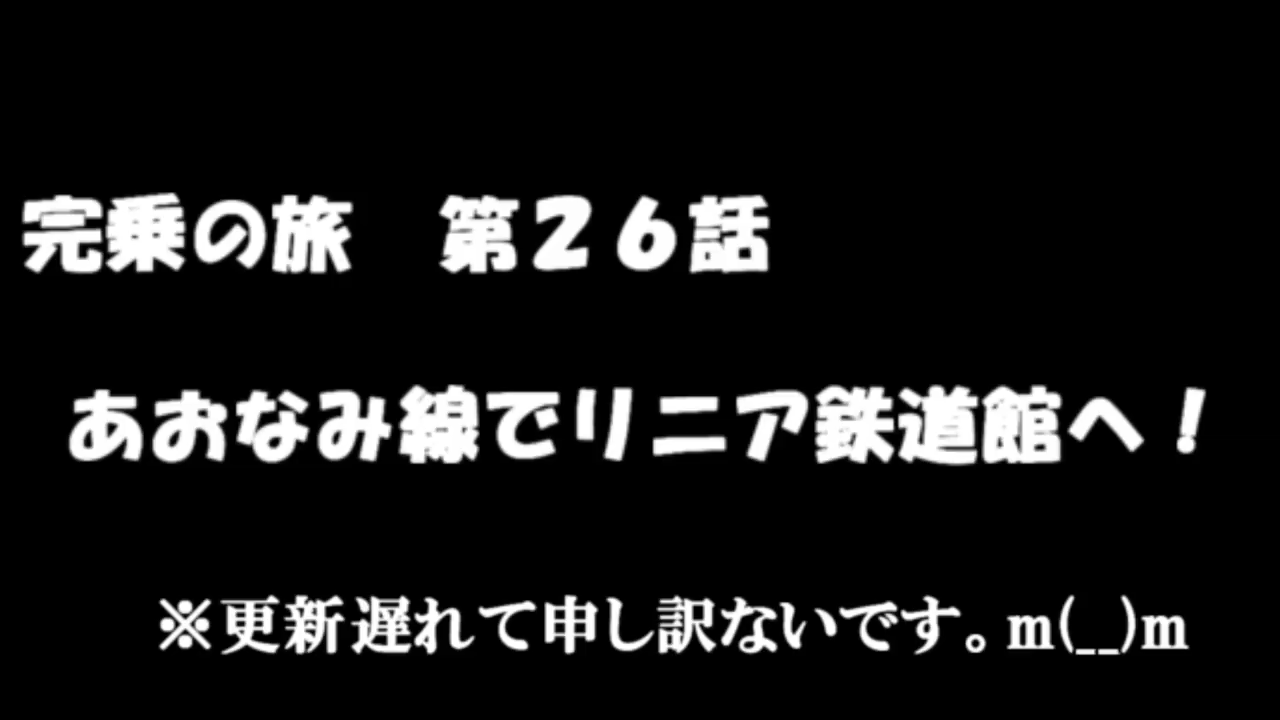 完乗の旅　第２６話
あおなみ線でリニア鉄道館へ！
※更新遅れて申し訳ないです。m(__)m